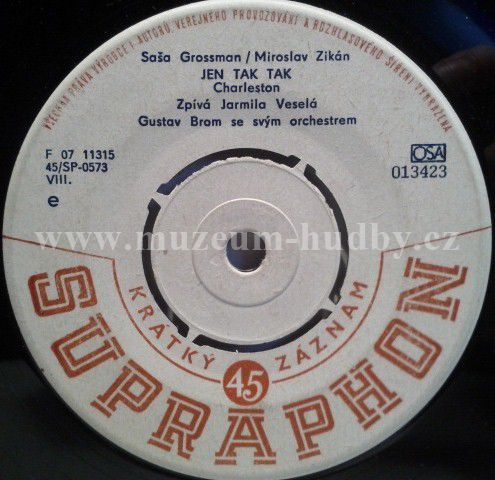 VŠECHNA PRÁVA VÝROBCE I AUTORŮ. VEŘEJNÉHO PROVOZOVÁNÍ A ROZHLASOVÉHO ŠÍŘENÍ VYHRAZENA
Saša Grossman / Miroslav Zikán
JEN TAK TAK
Charleston
Zpívá Jarmila Veselá
Gustav Brom se svým orchestrem
F 07 11315
45/SP-0573
VIII.
e
OSA
013423
www.muzeum-hudby.cz
KRÁTKÝ 45 ZÁZNAM
SUPRAPHON